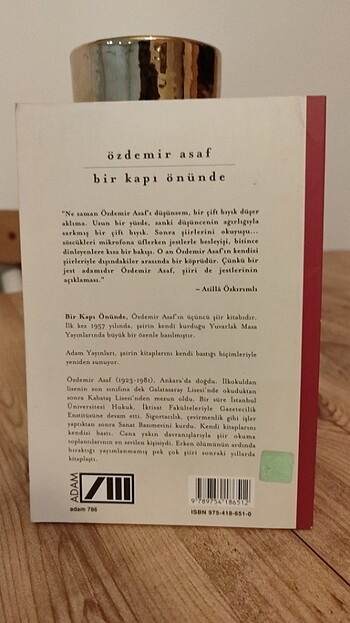 özdemir asaf
bir kapı önünde
"Ne zaman Özdemir Asaf'ı düşünsem, bir çift bıyık düşer
aklıma. Uzun bir yüzde, sanki düşüncenin ağırlığıyla
sarkmış bir çift bıyık. Sonra şiirlerini okuyuşu...
sözcükleri mikrofona üflerken jestlerle besleyişi, bitince
dinleyenlere kısa bir bakışı. O an Özdemir Asaf'ın kendisi
şiirleriyle dışındakiler arasında bir köprüdür. Çünkü bir
jest adamıdır Özdemir Asaf, şiiri de jestlerinin
açıklaması."
– Atillâ Özkırımlı
Bir Kapı Önünde, Özdemir Asaf'ın üçüncü şiir kitabıdır.
İlk kez 1957 yılında, şairin kendi kurduğu Yuvarlak Masa
Yayınlarında büyük bir özenle basılmıştır.
Adam Yayınları, şairin kitaplarını kendi bastığı biçimleriyle
yeniden sunuyor.
Özdemir Asaf (1923-1981), Ankara'da doğdu. İlkokuldan
lisenin son sınıfına dek Galatasaray Lisesi'nde okuduktan
sonra Kabataş Lisesi'nden mezun oldu. Bir süre İstanbul
Üniversitesi Hukuk, İktisat Fakülteleriyle Gazetecilik
Enstitüsüne devam etti. Sigortacılık, çevirmenlik gibi işler
yaptıktan sonra Sanat Basımevini kurdu. Kendi kitaplarını
kendisi bastı. Cana yakın davranışlarıyla şiir okuma
toplantılarının en sevilen kişisiydi. Erken ölümünün ardında
bıraktığı yayımlanmamış pek çok şiiri sonraki yıllarda
kitaplaştı.
ADAM
adam 786
9 789754 186512
ISBN 975-418-651-0